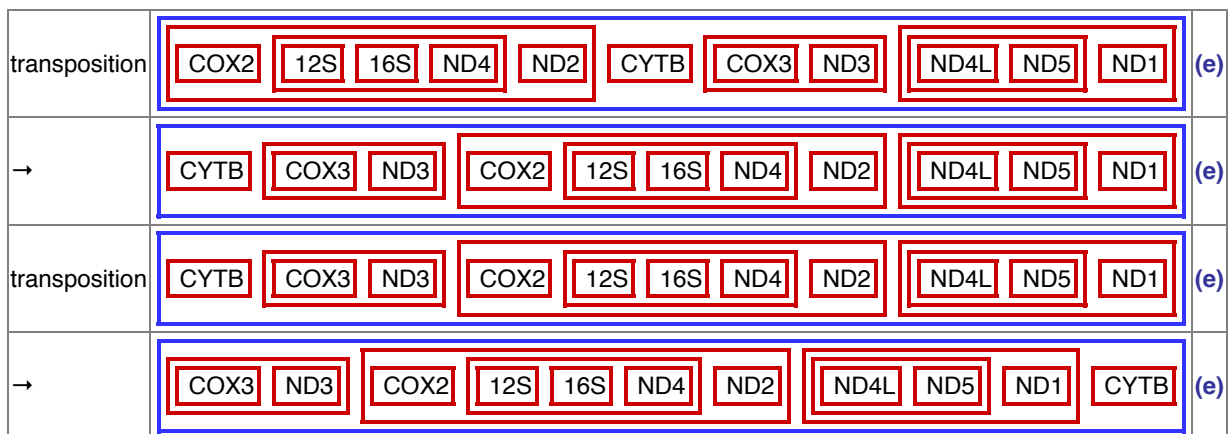 transposition COX2 12S 16S ND4 ND2 CYTB COX3 ND3 ND4L ND5 ND1 (e)
→ CYTB COX3 ND3 COX2 12S 16S ND4 ND2 ND4L ND5 ND1 (e)
transposition CYTB COX3 ND3 COX2 12S 16S ND4 ND2 ND4L ND5 ND1 (e)
→ COX3 ND3 COX2 12S 16S ND4 ND2 ND4L ND5 ND1 CYTB (e)